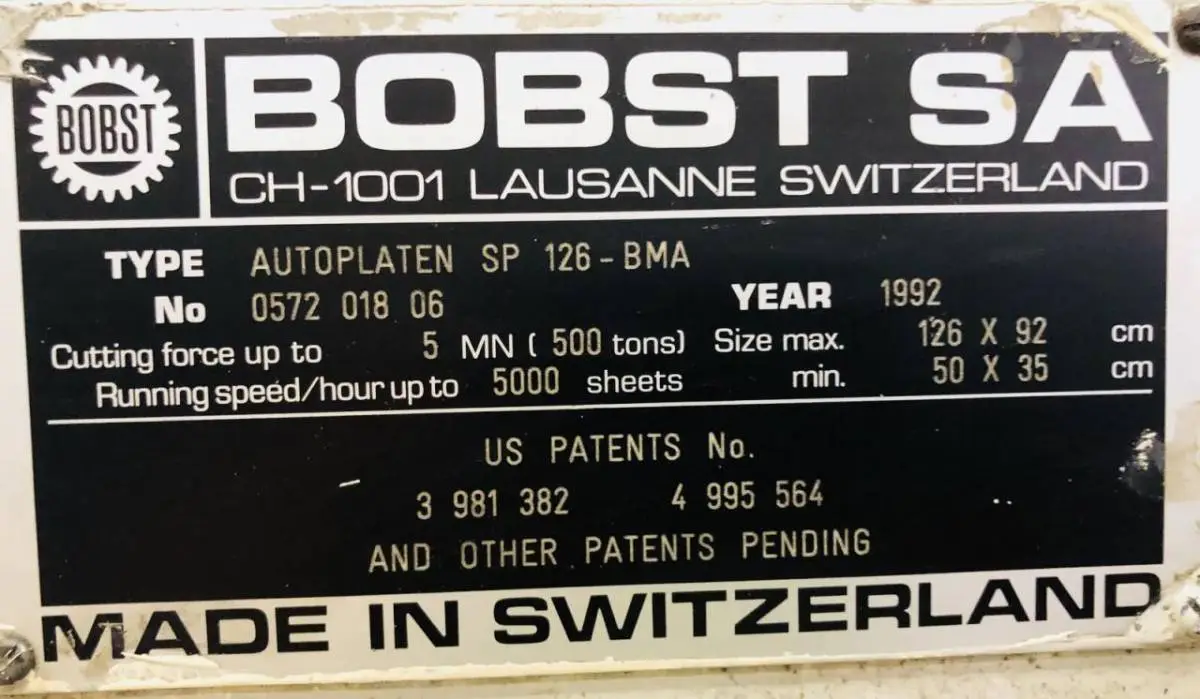 BOBST
BOBST SA
CH-1001 LAUSANNE SWITZERLAND
TYPE AUTOPLATEN SP 126-BMA
No 0572 018 06 YEAR 1992
Cutting force up to 5 MN ( 500 tons) Size max. 126 X 92 cm
Running speed/hour up to 5000 sheets min. 50 X 35 cm
US PATENTS No.
3 981 382 4 995 564
AND OTHER PATENTS PENDING
MADE IN SWITZERLAND